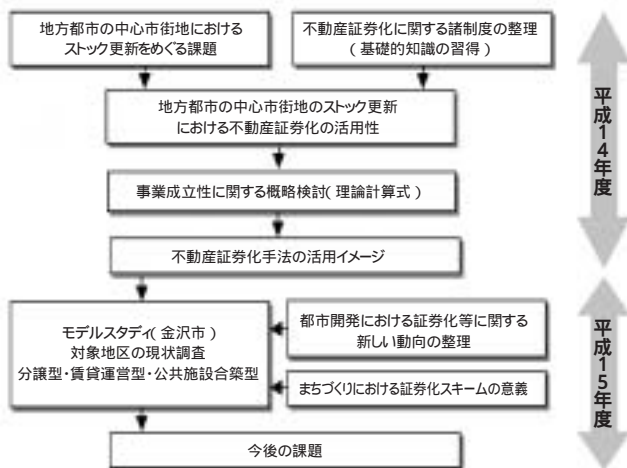 地方都市の中心市街地における
ストック更新をめぐる課題
不動産証券化に関する諸制度の整理
(基礎的知識の習得)
地方都市の中心市街地のストック更新
における不動産証券化の活用性
事業成立性に関する概略検討(理論計算式)
不動産証券化手法の活用イメージ
平成14年度
モデルスタディ(金沢市)
対象地区の現状調査
分譲型・賃貸運営型・公共施設合築型
都市開発における証券化等に関する
新しい動向の整理
まちづくりにおける証券化スキームの意義
今後の課題
平成15年度